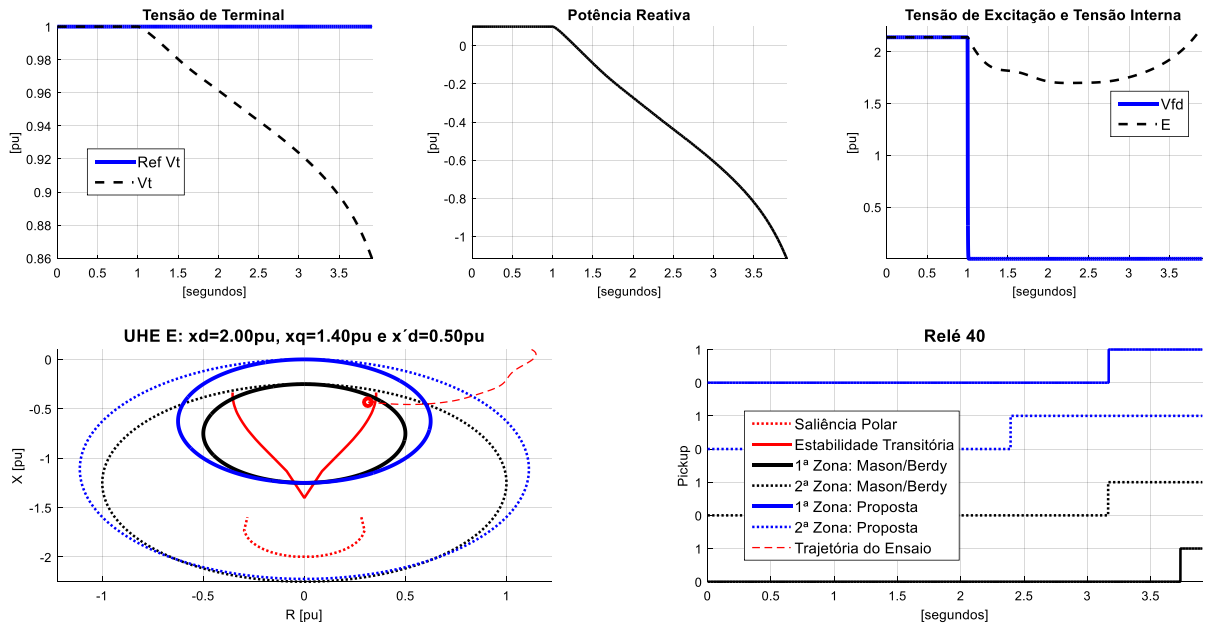 Tensão de Terminal
1
0.98
0.96
0.94
0.92
0.9
0.88
0.86
[pu]
Ref Vt
Vt
0 0.5 1 1.5 2 2.5 3 3.5
[segundos]
Potência Reativa
0
-0.2
-0.4
-0.6
-0.8
-1
[pu]
0 0.5 1 1.5 2 2.5 3 3.5
[segundos]
Tensão de Excitação e Tensão Interna
2
1.5
1
0.5
[pu]
Vfd
E
0 0.5 1 1.5 2 2.5 3 3.5
[segundos]
UHE E: xd=2.00pu, xq=1.40pu e x´d=0.50pu
0
-0.5
-1
-1.5
-2
X [pu]
-1 -0.5 0 0.5 1
R [pu]
Relé 40
1
0
1
0
1
0
1
0
Pickup
Saliência Polar
Estabilidade Transitória
1ª Zona: Mason/Berdy
2ª Zona: Mason/Berdy
1ª Zona: Proposta
2ª Zona: Proposta
Trajetória do Ensaio
0 0.5 1 1.5 2 2.5 3 3.5
[segundos]